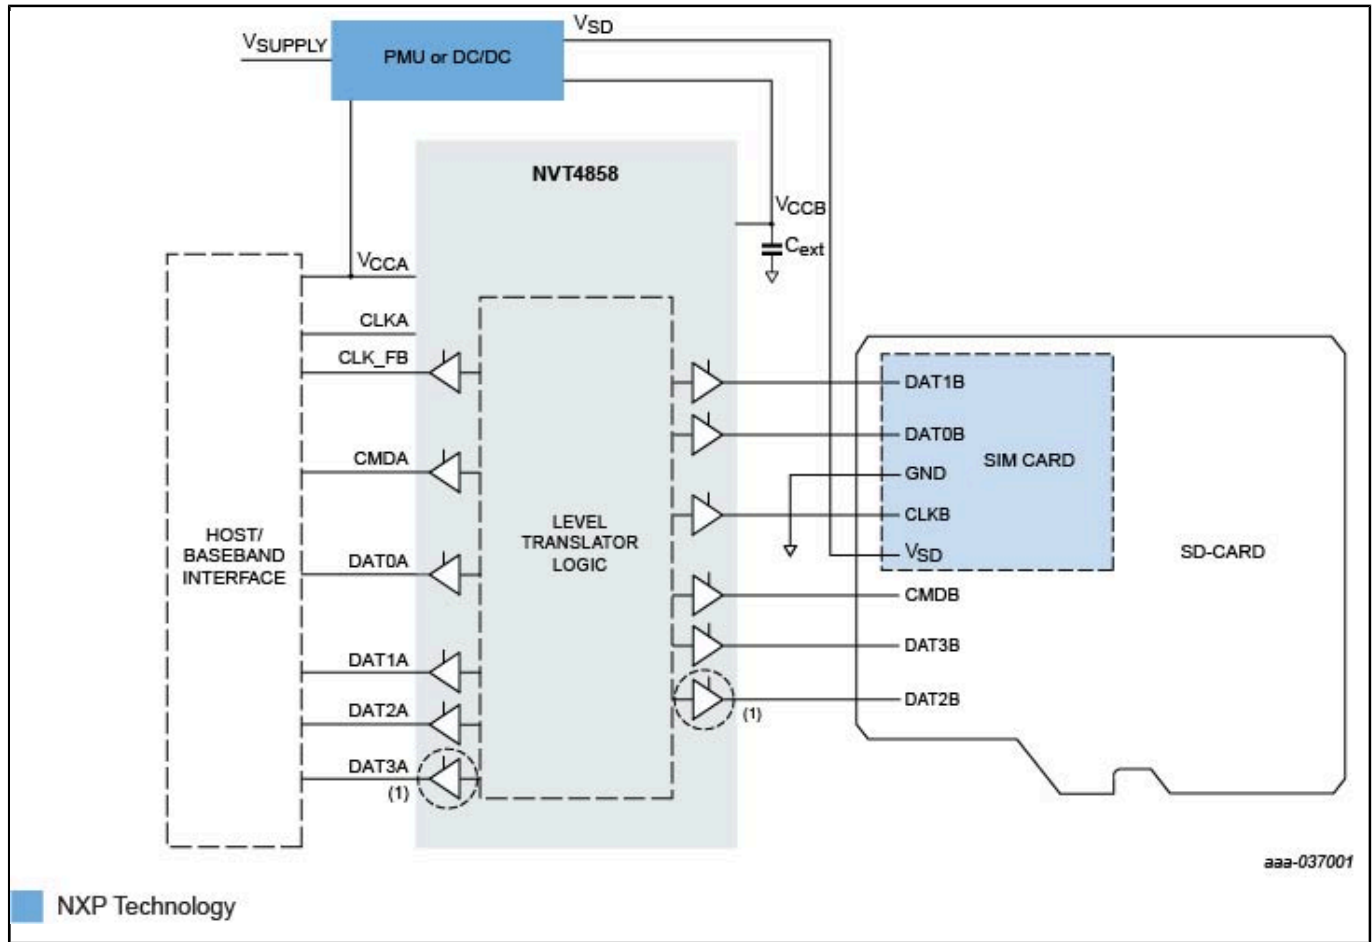 VSD
VSUPPLY
PMU or DC/DC
NVT4858
VCCB
Cext
VCCA
CLKA
CLK_FB
CMDA
DAT0A
DAT1A
DAT2A
DAT3A
(1)
HOST/
BASEBAND
INTERFACE
LEVEL
TRANSLATOR
LOGIC
(1)
DAT1B
DAT0B
GND
CLKB
VSD
SIM CARD
CMDB
DAT3B
DAT2B
SD-CARD
aaa-037001
NXP Technology